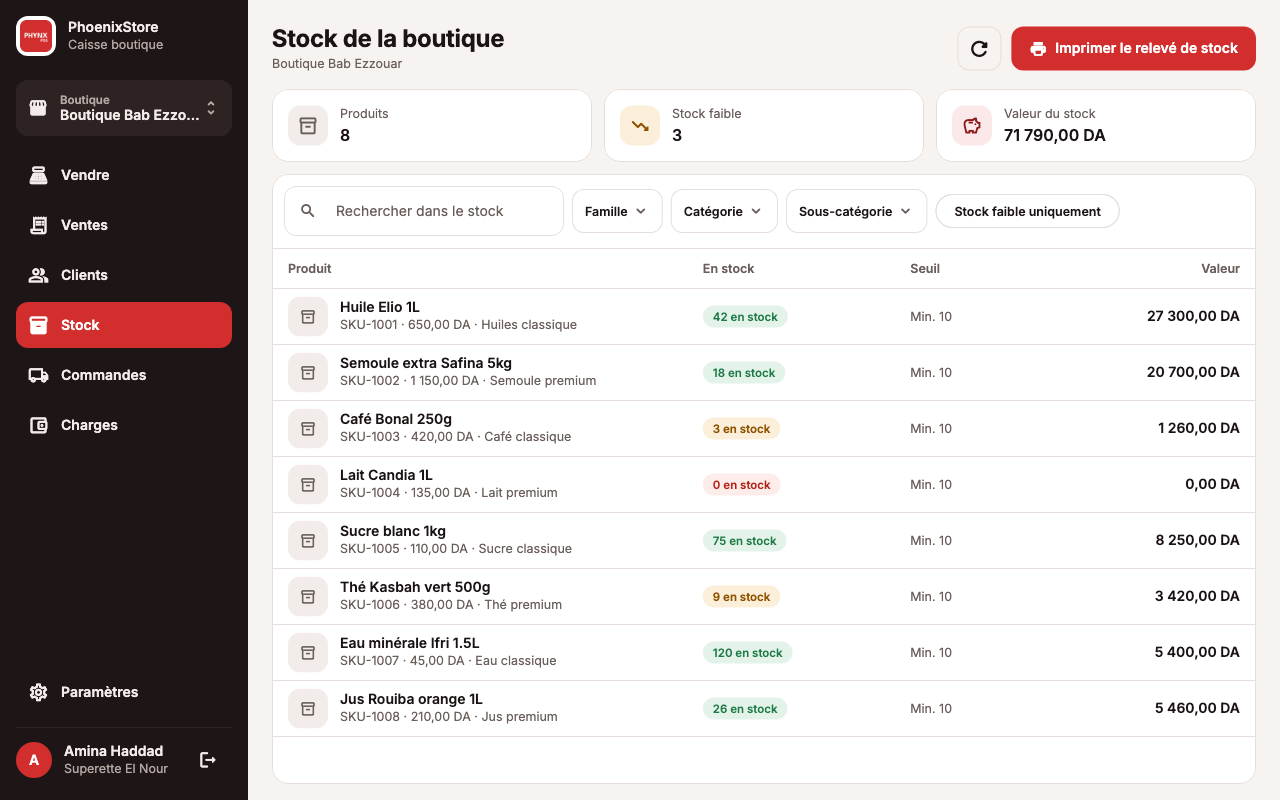 PHYNX
POS
PhoenixStore
Caisse boutique
Boutique
Boutique Bab Ezzo...
Vendre
Ventes
Clients
Stock
Commandes
Charges
Paramètres
A
Amina Haddad
Superette El Nour
Stock de la boutique
Boutique Bab Ezzouar
Imprimer le relevé de stock
Produits
8
Stock faible
3
Valeur du stock
71 790,00 DA
Rechercher dans le stock
Famille
Catégorie
Sous-catégorie
Stock faible uniquement
Produit En stock Seuil Valeur
Huile Elio 1L
SKU-1001 · 650,00 DA · Huiles classique
42 en stock Min. 10 27 300,00 DA
Semoule extra Safina 5kg
SKU-1002 · 1 150,00 DA · Semoule premium
18 en stock Min. 10 20 700,00 DA
Café Bonal 250g
SKU-1003 · 420,00 DA · Café classique
3 en stock Min. 10 1 260,00 DA
Lait Candia 1L
SKU-1004 · 135,00 DA · Lait premium
0 en stock Min. 10 0,00 DA
Sucre blanc 1kg
SKU-1005 · 110,00 DA · Sucre classique
75 en stock Min. 10 8 250,00 DA
Thé Kasbah vert 500g
SKU-1006 · 380,00 DA · Thé premium
9 en stock Min. 10 3 420,00 DA
Eau minérale Ifri 1.5L
SKU-1007 · 45,00 DA · Eau classique
120 en stock Min. 10 5 400,00 DA
Jus Rouiba orange 1L
SKU-1008 · 210,00 DA · Jus premium
26 en stock Min. 10 5 460,00 DA